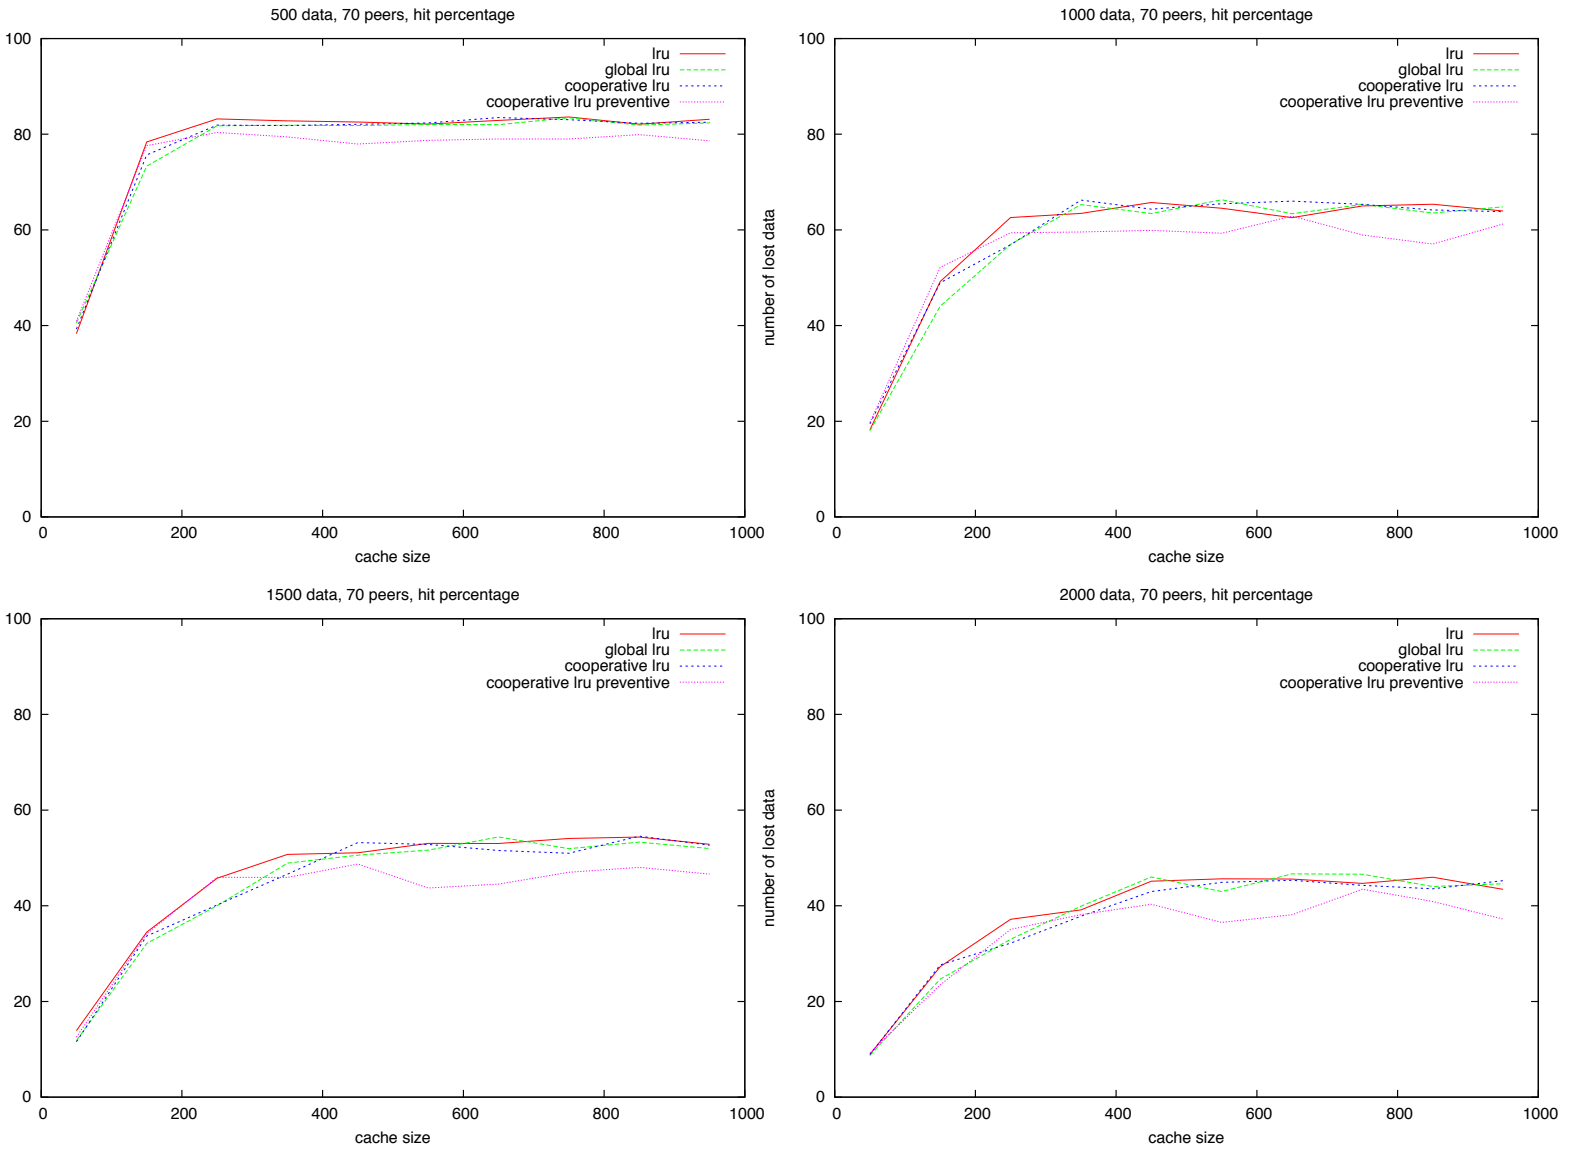 500 data, 70 peers, hit percentage
100
80
60
40
20
0
0 200 400 600 800 1000
cache size
lru
global lru
cooperative lru
cooperative lru preventive
1000 data, 70 peers, hit percentage
number of lost data
100
80
60
40
20
0
0 200 400 600 800 1000
cache size
lru
global lru
cooperative lru
cooperative lru preventive
1500 data, 70 peers, hit percentage
100
80
60
40
20
0
0 200 400 600 800 1000
cache size
lru
global lru
cooperative lru
cooperative lru preventive
2000 data, 70 peers, hit percentage
number of lost data
100
80
60
40
20
0
0 200 400 600 800 1000
cache size
lru
global lru
cooperative lru
cooperative lru preventive